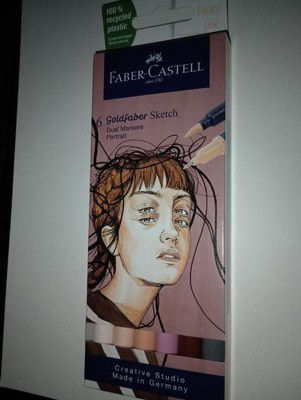 100%
recycled
plastic
FABER-CASTELL
since 1761
6 Goldfaber Sketch
Dual Markers
Portrait
Creative Studio
Made in Germany